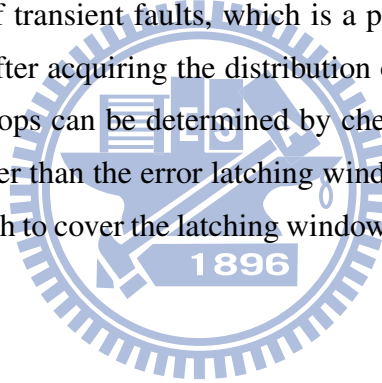 f transient faults, which is a p
fter acquiring the distribution
ops can be determined by che
er than the error latching wind
h to cover the latching window
1896